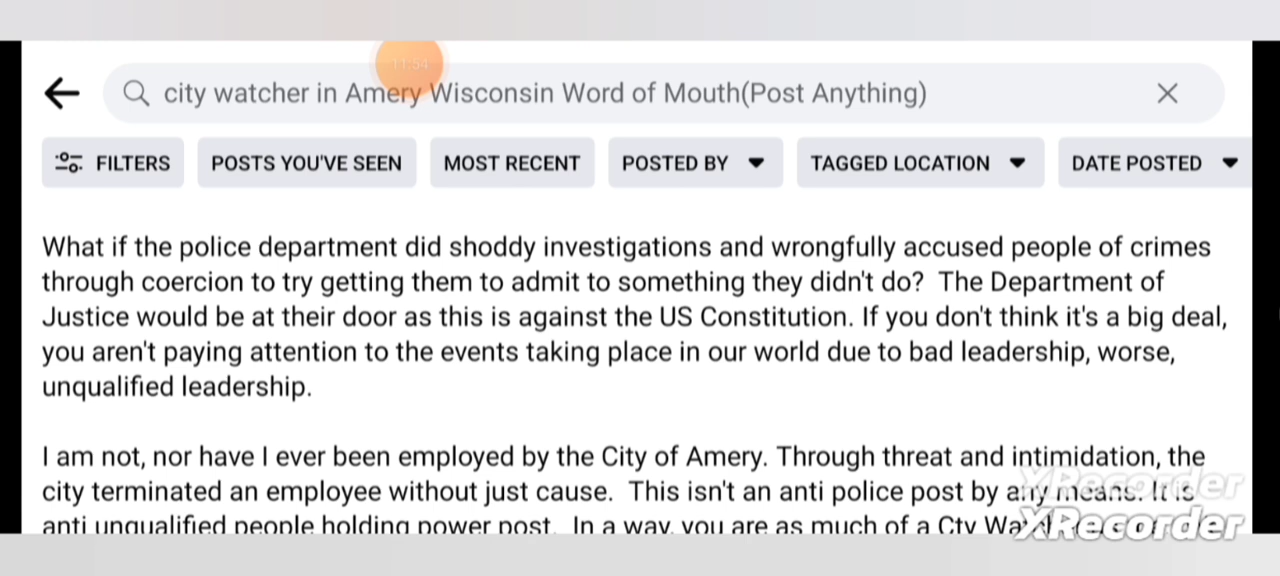 11:54
city watcher in Amery Wisconsin Word of Mouth(Post Anything)
FILTERS POSTS YOU'VE SEEN MOST RECENT POSTED BY TAGGED LOCATION DATE POSTED
What if the police department did shoddy investigations and wrongfully accused people of crimes
through coercion to try getting them to admit to something they didn't do?  The Department of
Justice would be at their door as this is against the US Constitution. If you don't think it's a big deal,
you aren't paying attention to the events taking place in our world due to bad leadership, worse,
unqualified leadership.
I am not, nor have I ever been employed by the City of Amery. Through threat and intimidation, the
city terminated an employee without just cause.  This isn't an anti police post by any means. It is
anti unqualified people holding power post.  In a way, you are as much of a Cty
XRecorder
XRecorder